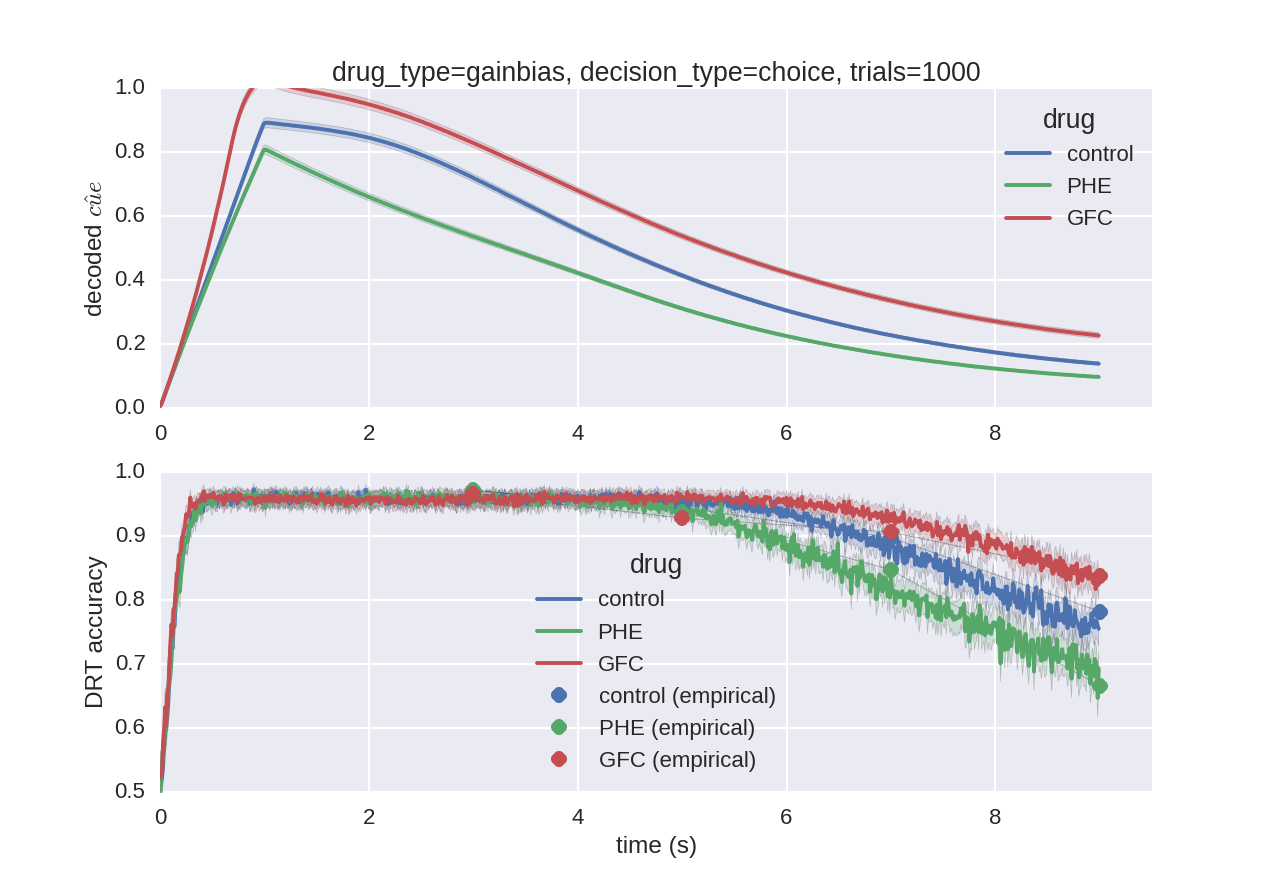 drug_type=gainbias, decision_type=choice, trials=1000
1.0
0.8
0.6
0.4
0.2
0.0
decoded cûe
0 2 4 6 8
drug
control
PHE
GFC
1.0
0.9
0.8
0.7
0.6
0.5
DRT accuracy
drug
control
PHE
GFC
control (empirical)
PHE (empirical)
GFC (empirical)
0 2 4 6 8
time (s)